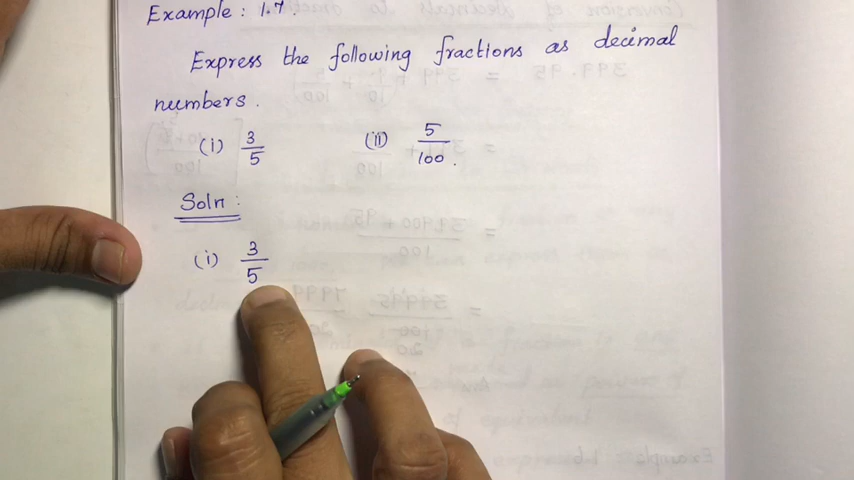 Example : 1.7.
Express the following fractions as decimal
numbers.
(i) 3/5 (ii) 5/100.
Soln :
(i) 3/5